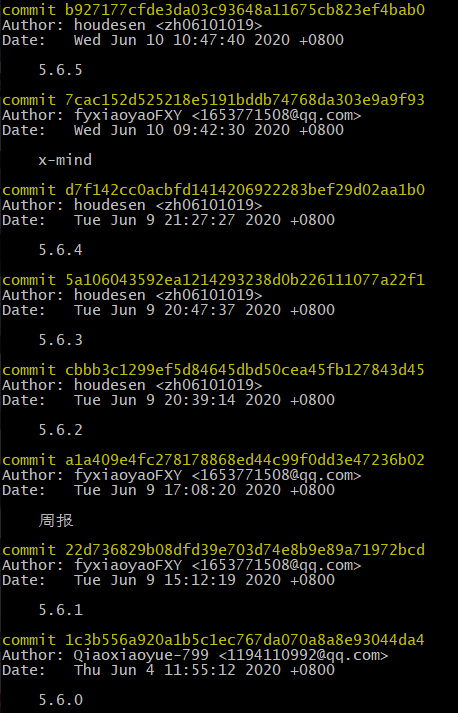 commit b927177cfde3da03c93648a11675cb823ef4bab0
Author: houdesen <zh06101019>
Date:   Wed Jun 10 10:47:40 2020 +0800
5.6.5
commit 7cac152d525218e5191bddb74768da303e9a9f93
Author: fyxiaoyaoFXY <1653771508@qq.com>
Date:   Wed Jun 10 09:42:30 2020 +0800
x-mind
commit d7f142cc0acbfd1414206922283bef29d02aa1b0
Author: houdesen <zh06101019>
Date:   Tue Jun 9 21:27:27 2020 +0800
5.6.4
commit 5a106043592ea1214293238d0b226111077a22f1
Author: houdesen <zh06101019>
Date:   Tue Jun 9 20:47:37 2020 +0800
5.6.3
commit cbbb3c1299ef5d84645dbd50cea45fb127843d45
Author: houdesen <zh06101019>
Date:   Tue Jun 9 20:39:14 2020 +0800
5.6.2
commit a1a409e4fc278178868ed44c99f0dd3e47236b02
Author: fyxiaoyaoFXY <1653771508@qq.com>
Date:   Tue Jun 9 17:08:20 2020 +0800
周报
commit 22d736829b08dfd39e703d74e8b9e89a71972bcd
Author: fyxiaoyaoFXY <1653771508@qq.com>
Date:   Tue Jun 9 15:12:19 2020 +0800
5.6.1
commit 1c3b556a920a1b5c1ec767da070a8a8e93044da4
Author: Qiaoxiaoyue-799 <1194110992@qq.com>
Date:   Thu Jun 4 11:55:12 2020 +0800
5.6.0